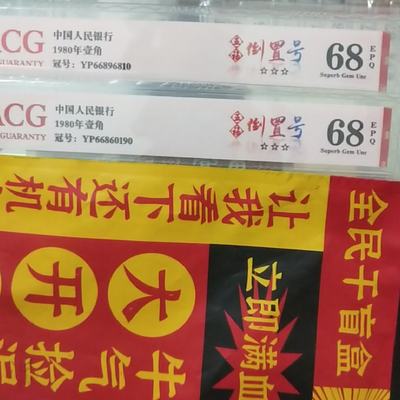 ACG
GUARANTY
中国人民银行
1980年壹角
冠号: YP66896810
倒置号
☆☆☆
68
EPQ
Superb Gem Unc
ACG
GUARANTY
中国人民银行
1980年壹角
冠号: YP66860190
倒置号
☆☆☆
68
EPQ
Superb Gem Unc
让我看下还有机
全民干盲盒
大开
立即满血
牛气捡漏